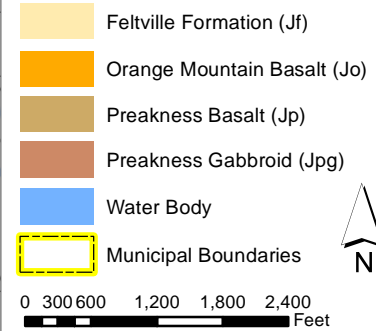 Feltville Formation (Jf)
Orange Mountain Basalt (Jo)
Preakness Basalt (Jp)
Preakness Gabbroid (Jpg)
Water Body
Municipal Boundaries
N
0 300 600 1,200 1,800 2,400
Feet